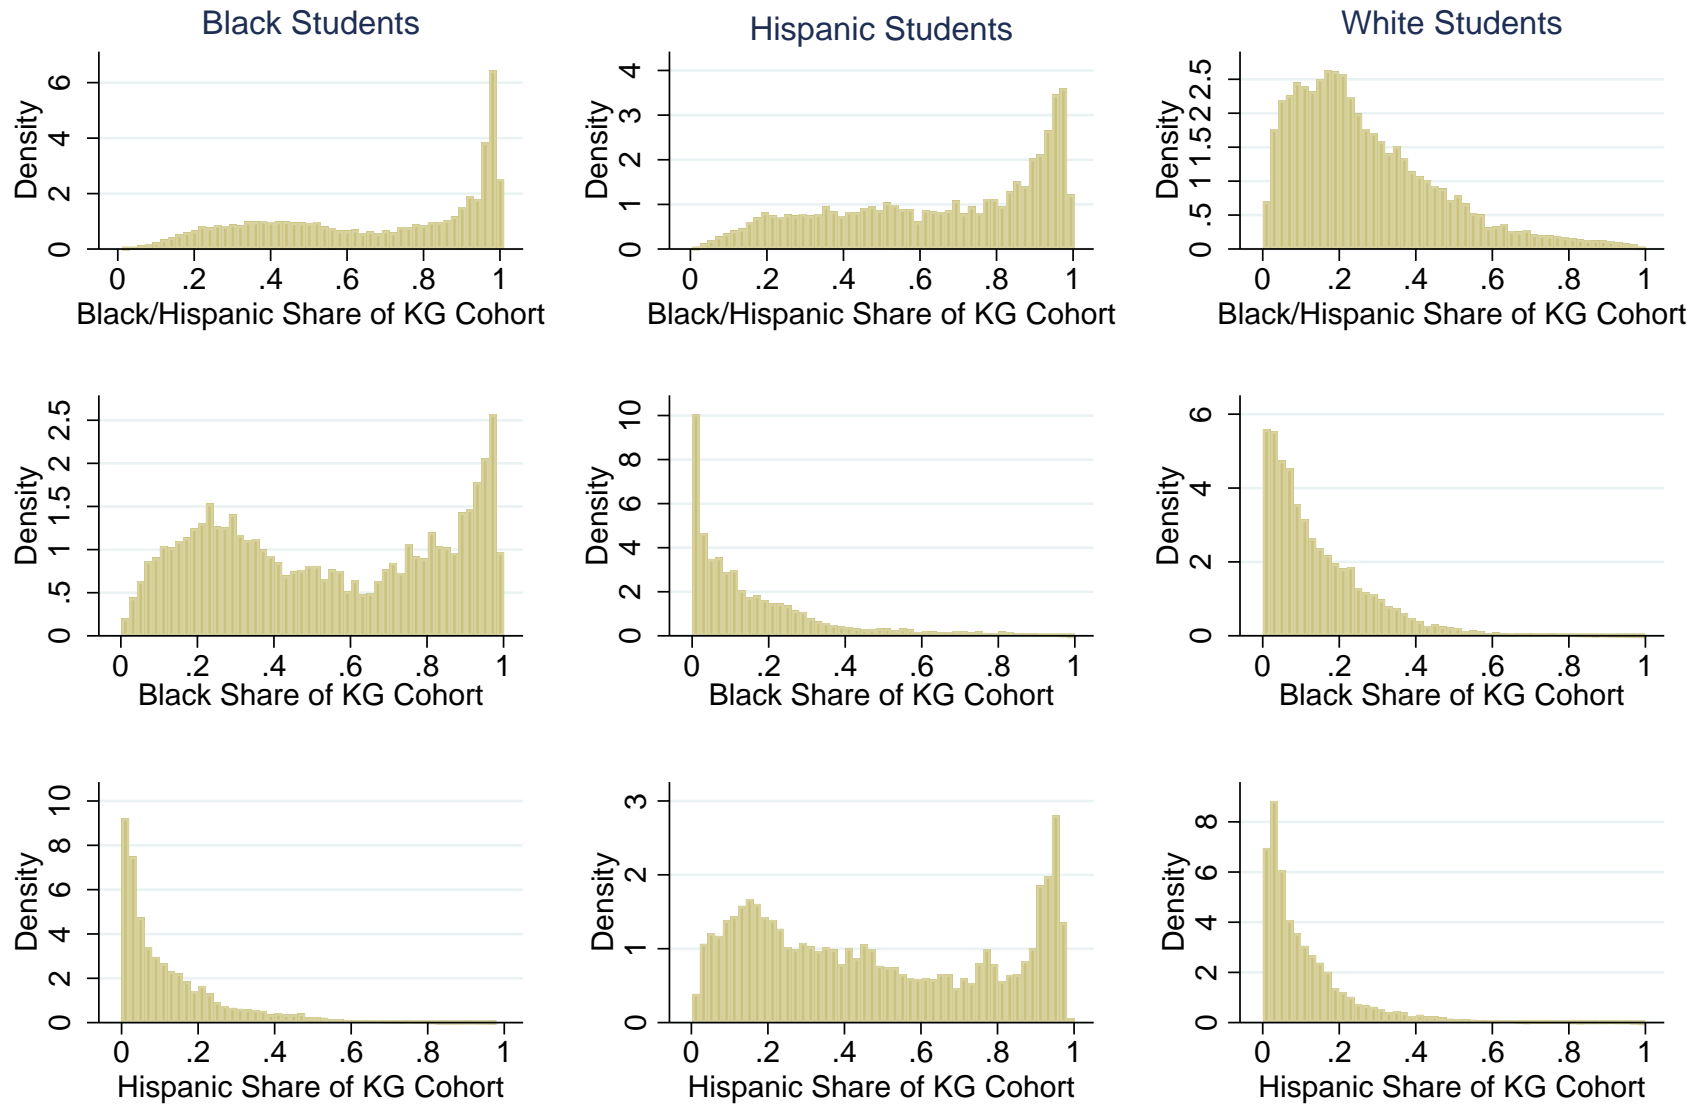 Black Students
Hispanic Students
White Students
Density
0 2 4 6
0 .2 .4 .6 .8 1
Black/Hispanic Share of KG Cohort
Density
0 1 2 3 4
0 .2 .4 .6 .8 1
Black/Hispanic Share of KG Cohort
Density
0 .5 1 1.5 2 2.5
0 .2 .4 .6 .8 1
Black/Hispanic Share of KG Cohort
Density
0 .5 1 1.5 2 2.5
0 .2 .4 .6 .8 1
Black Share of KG Cohort
Density
0 2 4 6 8 10
0 .2 .4 .6 .8 1
Black Share of KG Cohort
Density
0 2 4 6
0 .2 .4 .6 .8 1
Black Share of KG Cohort
Density
0 2 4 6 8 10
0 .2 .4 .6 .8 1
Hispanic Share of KG Cohort
Density
0 1 2 3
0 .2 .4 .6 .8 1
Hispanic Share of KG Cohort
Density
0 2 4 6 8
0 .2 .4 .6 .8 1
Hispanic Share of KG Cohort